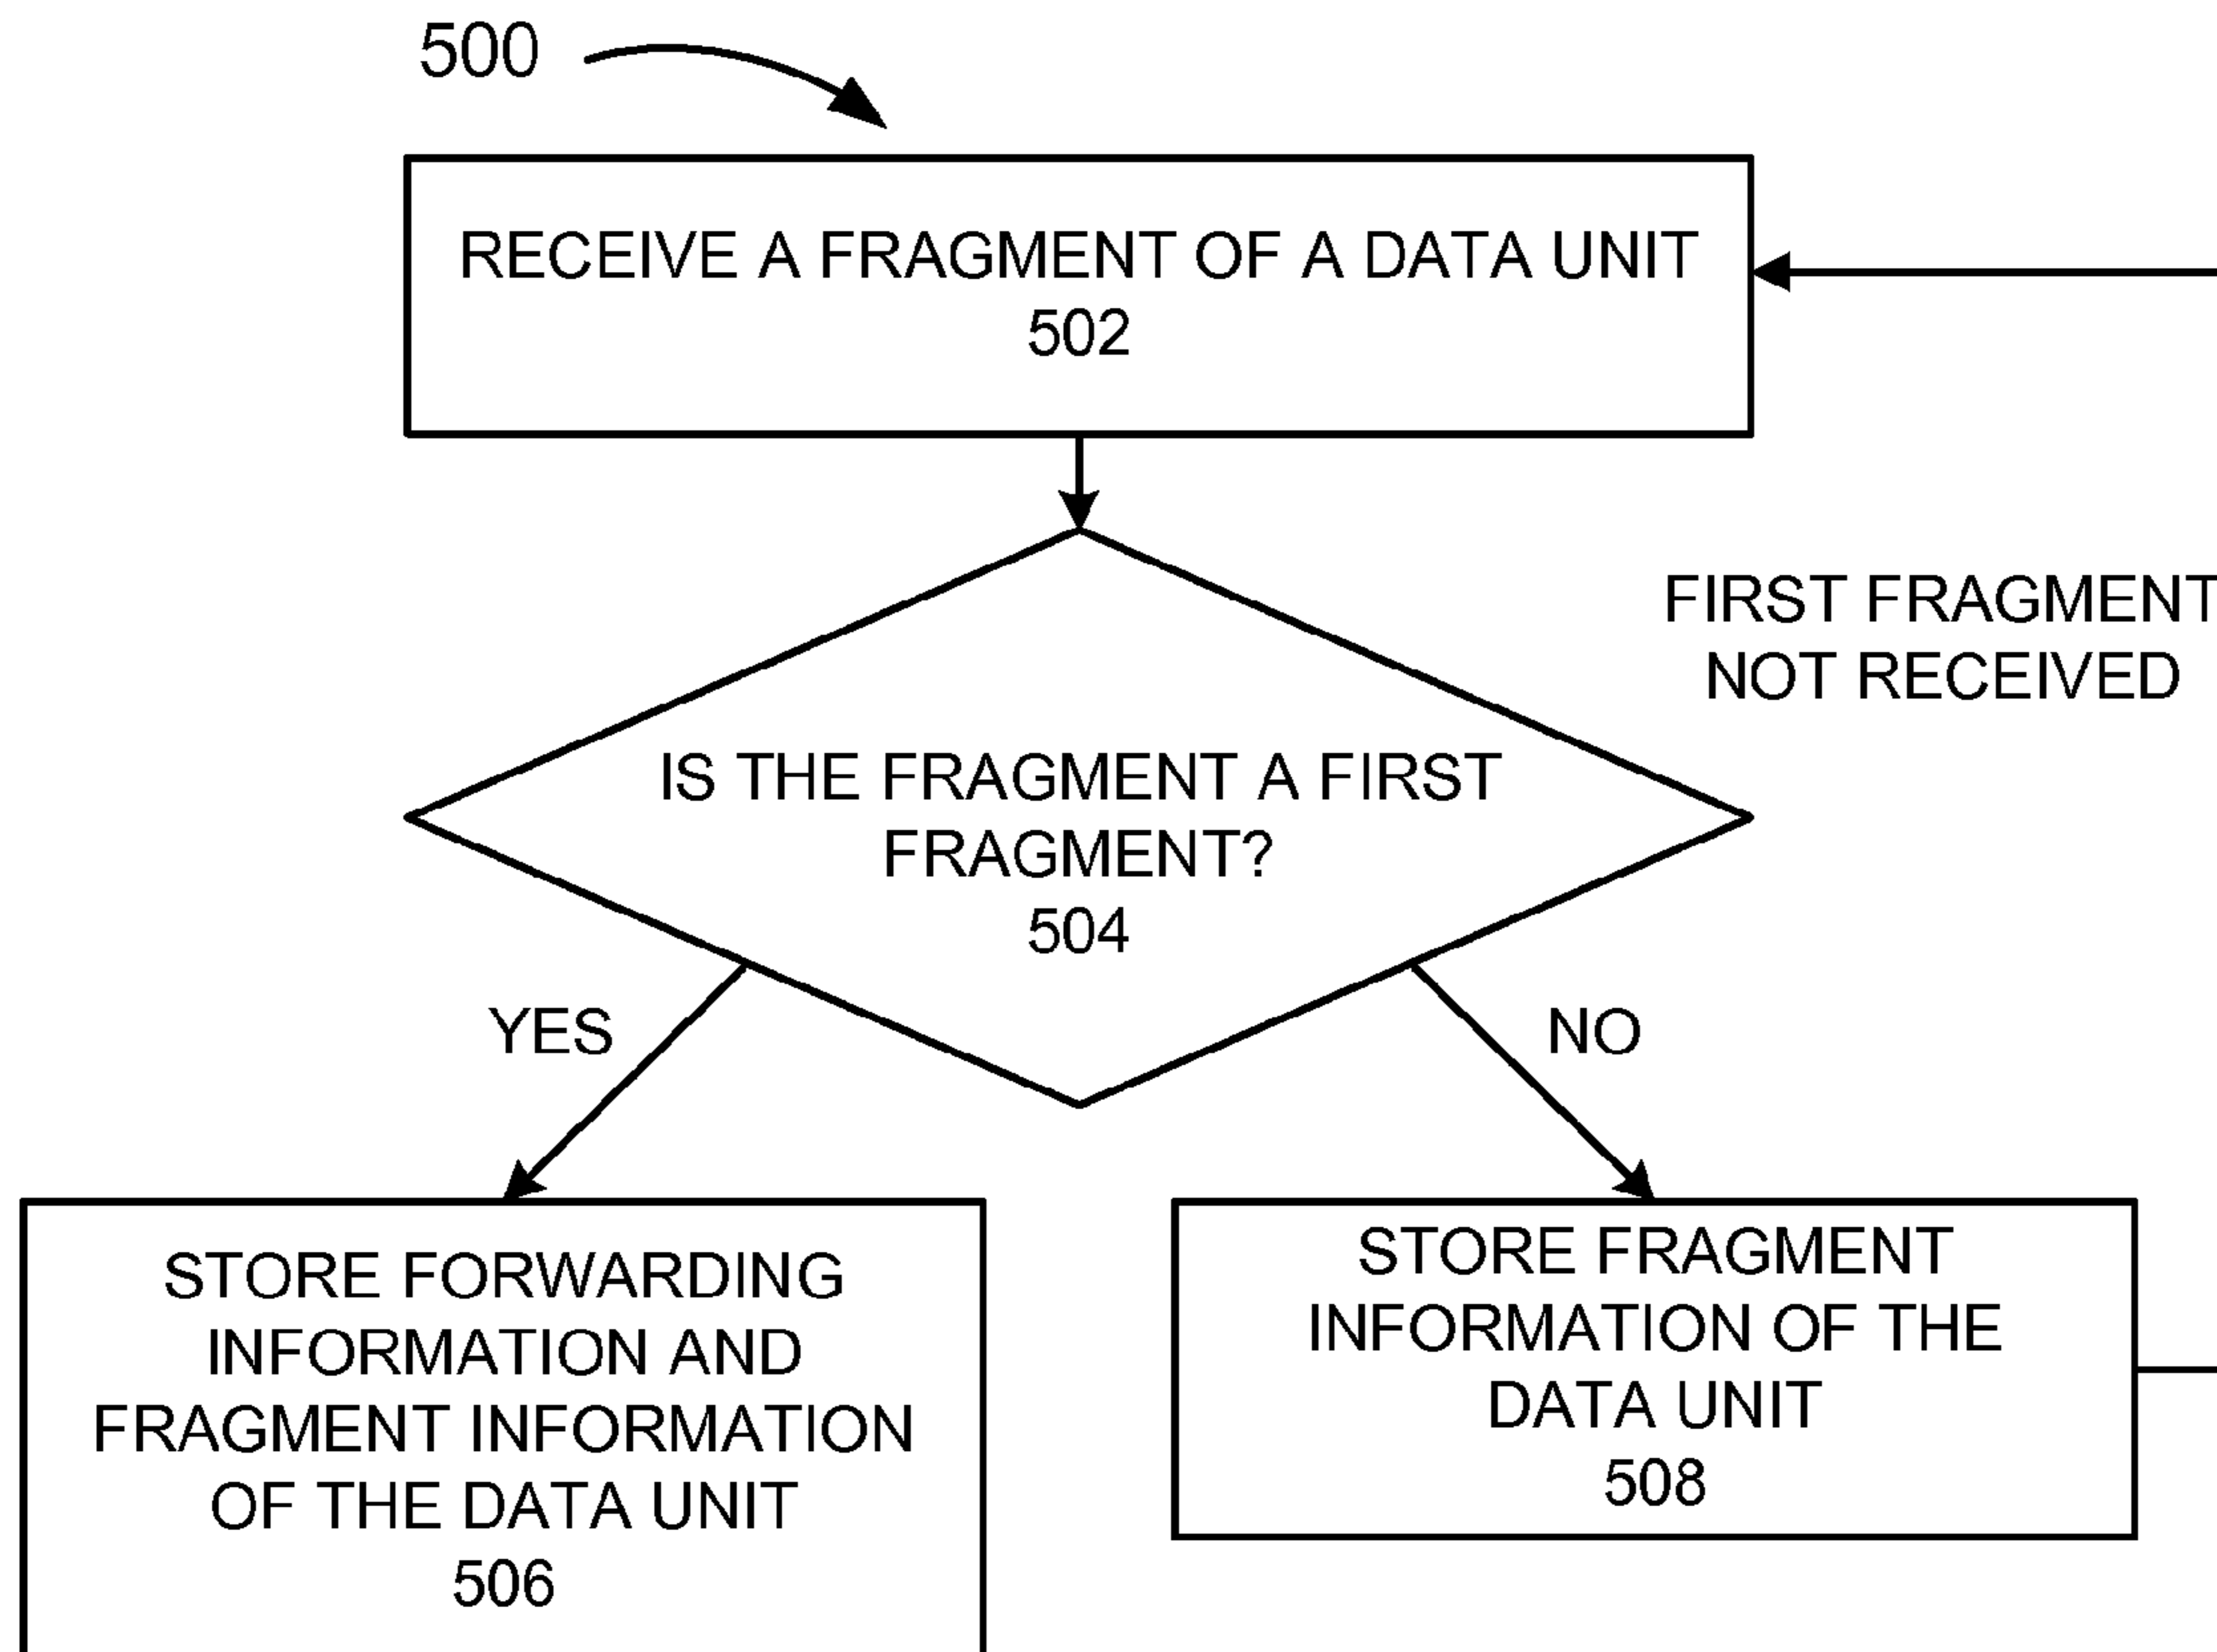 500
RECEIVE A FRAGMENT OF A DATA UNIT
502
FIRST FRAGMENT
NOT RECEIVED
IS THE FRAGMENT A FIRST
FRAGMENT?
504
YES
NO
STORE FORWARDING
INFORMATION AND
FRAGMENT INFORMATION
OF THE DATA UNIT
506
STORE FRAGMENT
INFORMATION OF THE
DATA UNIT
508